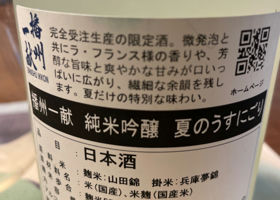 播州一献
BANSHU IKKON
完全受注生産の限定酒。微発泡と
共にラ・フランス様の香りや、芳
醇な旨味と爽やかな甘みが口いっ
ぱいに広がり、繊細な余韻を残し
ます。夏だけの特別な味わい。
ホームページ
播州一献 純米吟醸 夏のうすにごり
日本酒
麹米:山田錦 掛米:兵庫夢錦
米(国産)、米麹(国産)